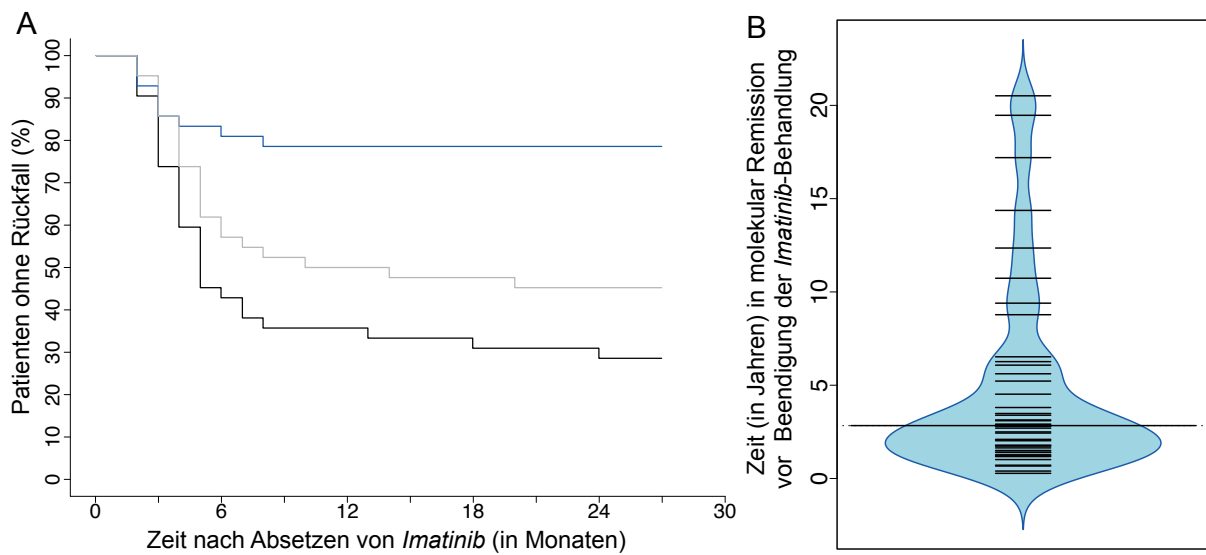 A
Patienten ohne Rückfall (%)
100
90
80
70
60
50
40
30
20
10
0
0 6 12 18 24 30
Zeit nach Absetzen von Imatinib (in Monaten)
B
Zeit (in Jahren) in molekular Remission
vor Beendigung der Imatinib-Behandlung
20
15
10
5
0